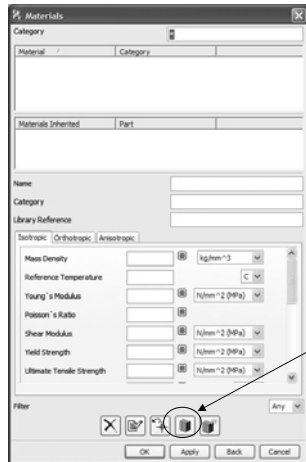 Materials
Category
Material Category
Materials Inherited Part
Name
Category
Library Reference
Isotropic Orthotropic Anisotropic
Mass Density kg/mm^3
Reference Temperature C
Young`s Modulus N/mm^2 (MPa)
Poisson`s Ratio
Shear Modulus N/mm^2 (MPa)
Yield Strength N/mm^2 (MPa)
Ultimate Tensile Strength N/mm^2 (MPa)
Filter Any
OK Apply Back Cancel